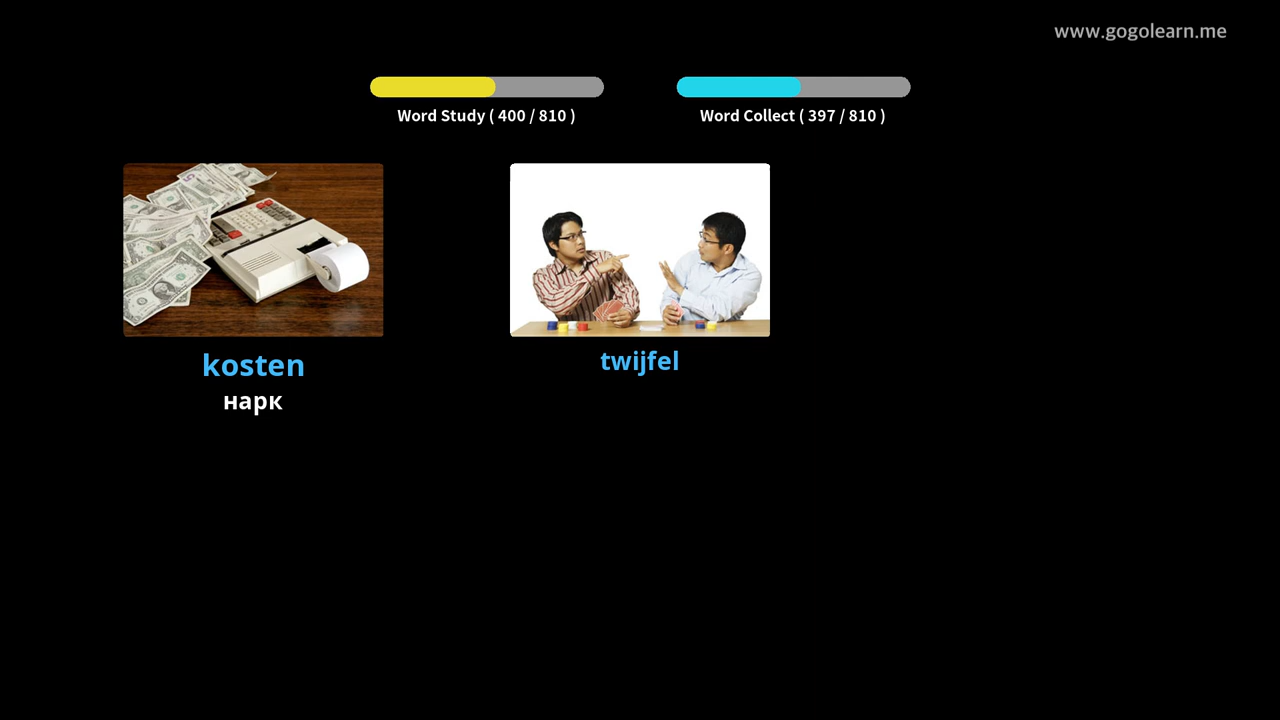 www.gogolearn.me
Word Study ( 400 / 810 )
Word Collect ( 397 / 810 )
kosten
нарк
twijfel